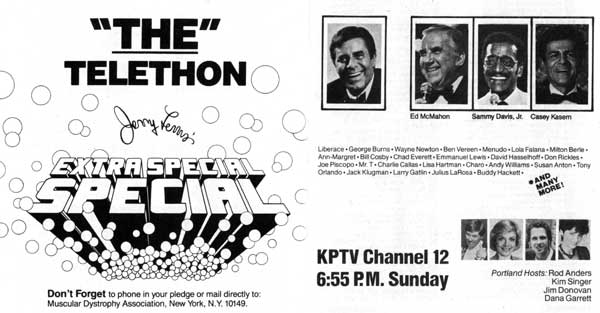 "THE"
TELETHON
Jerry Lewis'
EXTRA SPECIAL
SPECIAL
Don't Forget to phone in your pledge or mail directly to:
Muscular Dystrophy Association, New York, N.Y. 10149.
Ed McMahon
Sammy Davis, Jr.
Casey Kasem
Liberace • George Burns • Wayne Newton • Ben Vereen • Menudo • Lola Falana • Milton Berle •
Ann-Margret • Bill Cosby • Chad Everett • Emmanuel Lewis • David Hasselhoff • Don Rickles •
Joe Piscopo • Mr. T • Charlie Callas • Lisa Hartman • Charo • Andy Williams • Susan Anton • Tony
Orlando • Jack Klugman • Larry Gatlin • Julius LaRosa • Buddy Hackett •
• AND
MANY
MORE!
KPTV Channel 12
6:55 P.M. Sunday
Portland Hosts: Rod Anders
Kim Singer
Jim Donovan
Dana Garrett